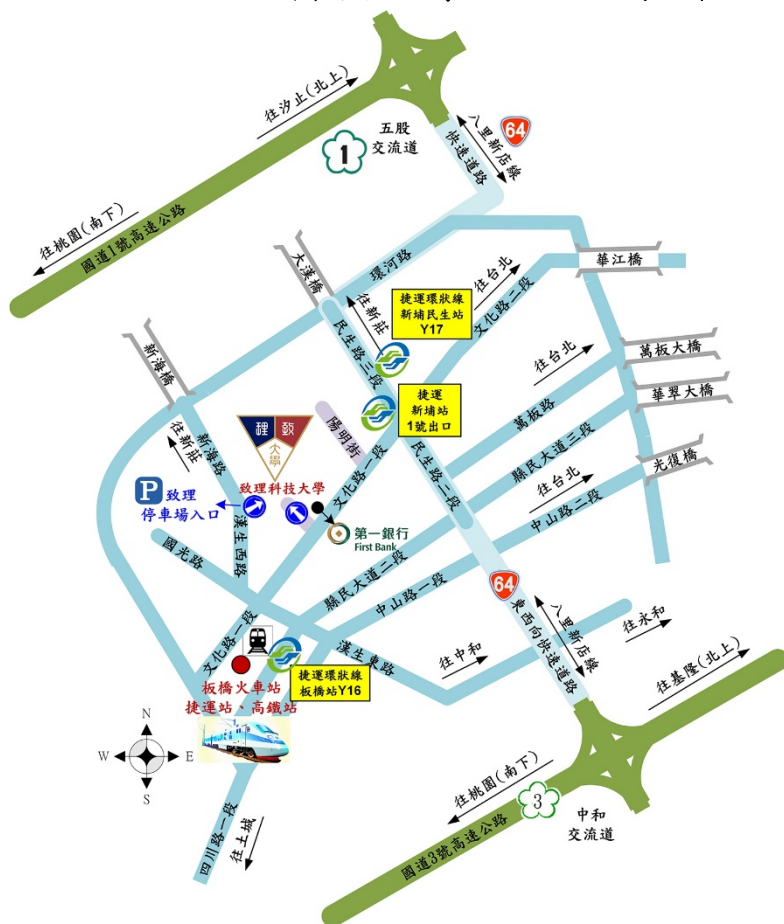 往汐止(北上)
五股
交流道
1
64
八里新店線
快速道路
往桃園(南下)
國道1號高速公路
環河路
大漢橋
往新莊
捷運環狀線
新埔民生站
Y17
往台北
文化路二段
華江橋
民生路三段
新海橋
往新莊
新海路
陽明街
捷運
新埔站
1號出口
往台北
萬板大橋
萬板路
華翠大橋
縣民大道三段
光復橋
往台北
中山路二段
理
致
大學
致理科技大學
P
致理
停車場入口
文化路一段
民生路二段
第一銀行
First Bank
漢生西路
國光路
縣民大道二段
中山路一段
64
八里新店線
東西向快速道路
漢生東路
往中和
往永和
文化路一段
捷運環狀線
板橋站Y16
板橋火車站
捷運站、高鐵站
N
W
E
S
往基隆(北上)
往桃園(南下)
3
中和
交流道
國道3號高速公路
四川路一段
往土城